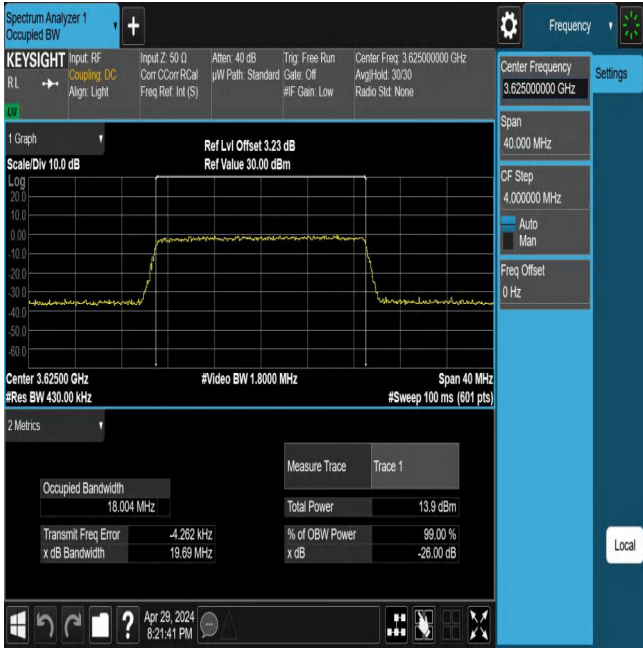 Spectrum Analyzer 1
Occupied BW
Frequency
KEYSIGHT Input: RF Input Z: 50 Ω Atten: 40 dB Trig: Free Run Center Freq: 3.625000000 GHz
RL Coupling: DC Corr CCorr RCal µW Path: Standard Gate: Off Avg|Hold: 30/30
Align: Light Freq Ref: Int (S) #IF Gain: Low Radio Std: None
LXI
Center Frequency
3.625000000 GHz
Settings
Span
40.000 MHz
CF Step
4.000000 MHz
Auto
Man
Freq Offset
0 Hz
Local
1 Graph
Ref Lvl Offset 3.23 dB
Scale/Div 10.0 dB Ref Value 30.00 dBm
Log
20.0
10.0
0.00
-10.0
-20.0
-30.0
-40.0
-50.0
-60.0
Center 3.62500 GHz #Video BW 1.8000 MHz Span 40 MHz
#Res BW 430.00 kHz #Sweep 100 ms (601 pts)
2 Metrics
Measure Trace Trace 1
Occupied Bandwidth
18.004 MHz
Total Power 13.9 dBm
Transmit Freq Error -4.262 kHz % of OBW Power 99.00 %
x dB Bandwidth 19.69 MHz x dB -26.00 dB
Apr 29, 2024
8:21:41 PM